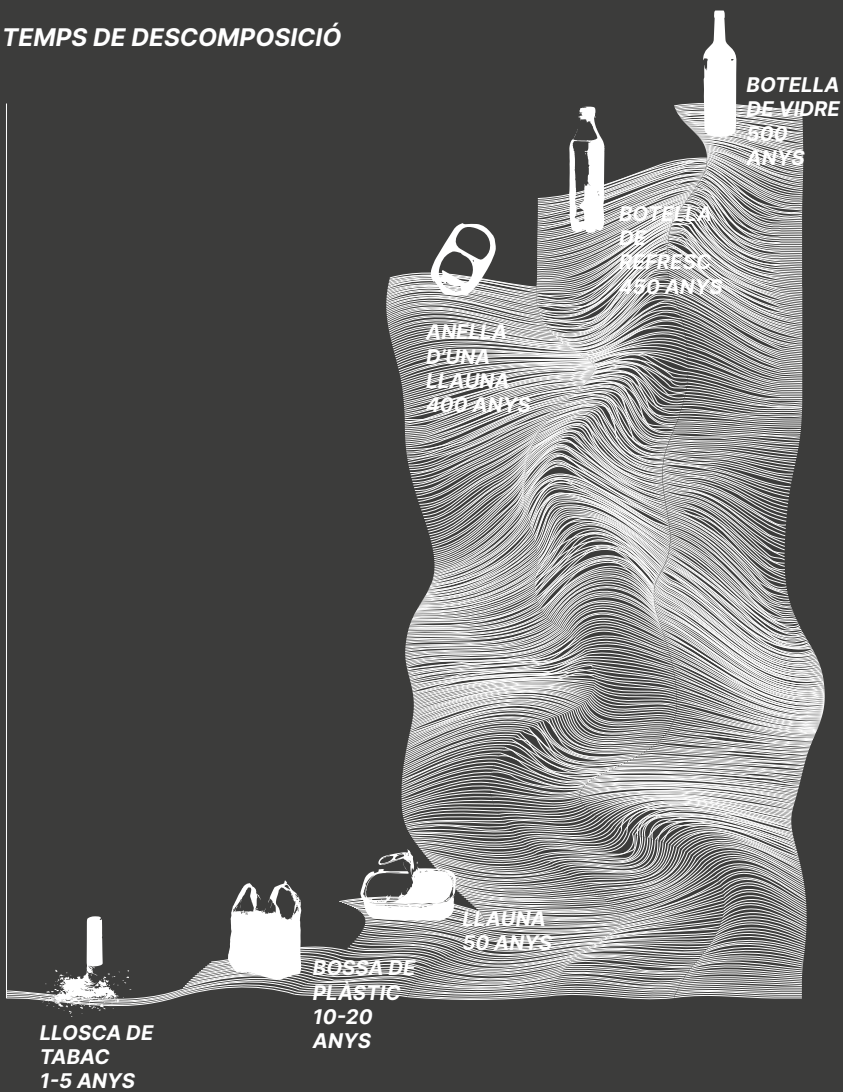 TEMPS DE DESCOMPOSICIÓ
BOTELLA
DE VIDRE
500
ANYS
BOTELLA
DE
REFRESC
450 ANYS
ANELLA
D'UNA
LLAUNA
400 ANYS
LLAUNA
50 ANYS
BOSSA DE
PLÀSTIC
10-20
ANYS
LLOSCA DE
TABAC
1-5 ANYS